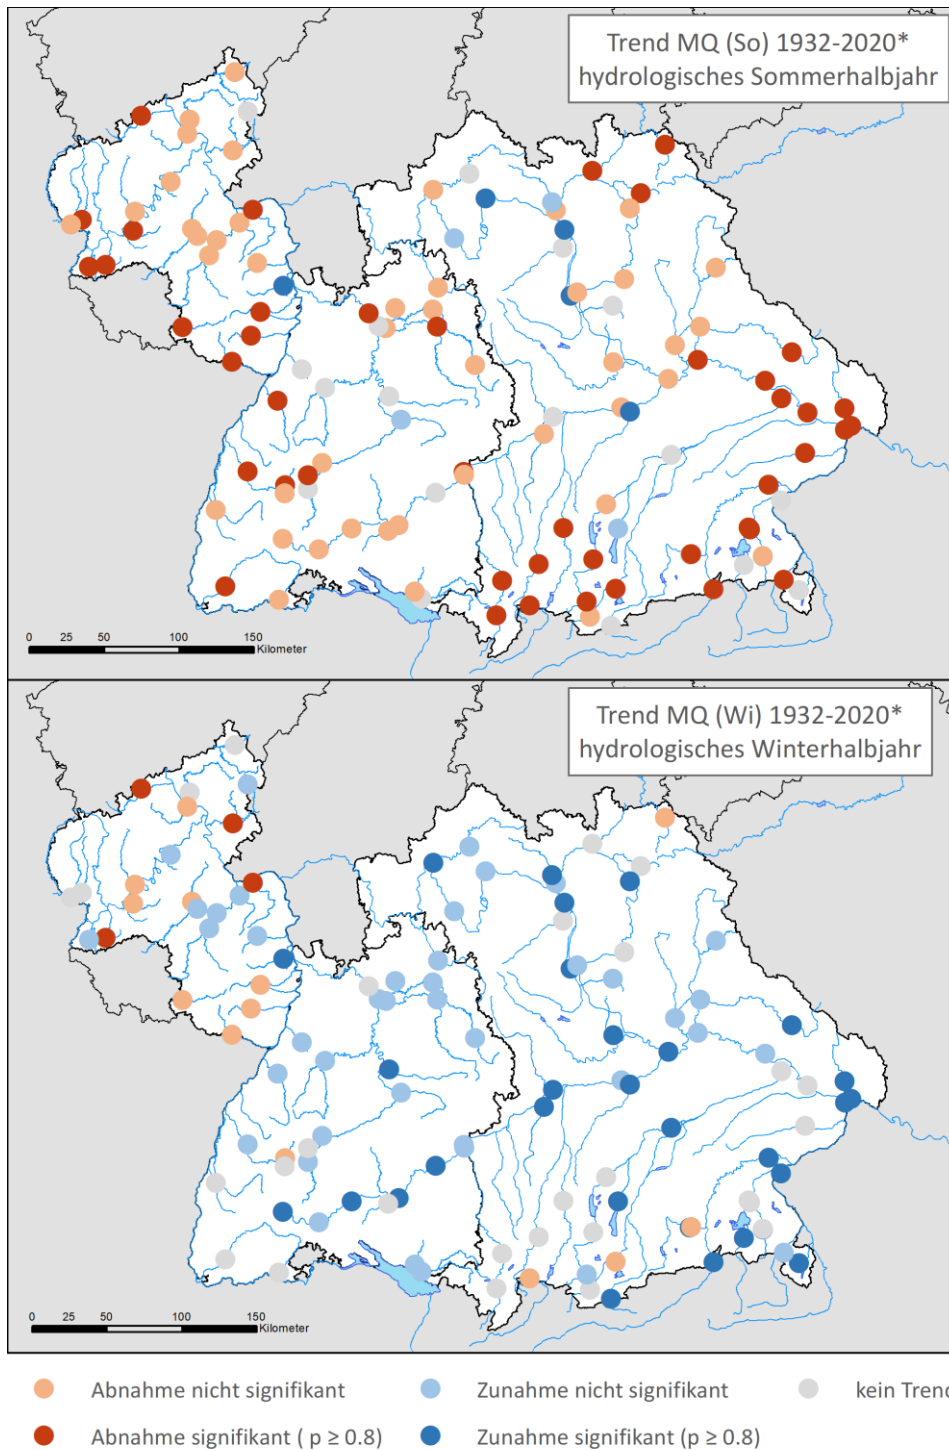 Trend MQ (So) 1932-2020*
hydrologisches Sommerhalbjahr
0 25 50 100 150
Kilometer
Trend MQ (Wi) 1932-2020*
hydrologisches Winterhalbjahr
0 25 50 100 150
Kilometer
Abnahme nicht signifikant Zunahme nicht signifikant kein Trend
Abnahme signifikant ( p ≥ 0.8) Zunahme signifikant (p ≥ 0.8)